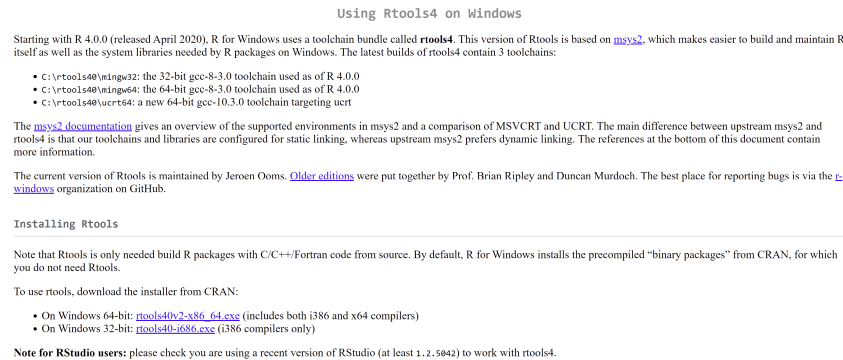 Using Rtools4 on Windows
Starting with R 4.0.0 (released April 2020), R for Windows uses a toolchain bundle called rtools4. This version of Rtools is based on msys2, which makes easier to build and maintain R
itself as well as the system libraries needed by R packages on Windows. The latest builds of rtools4 contain 3 toolchains:
• C:\rtools40\mingw32: the 32-bit gcc-8-3.0 toolchain used as of R 4.0.0
• C:\rtools40\mingw64: the 64-bit gcc-8-3.0 toolchain used as of R 4.0.0
• C:\rtools40\ucrt64: a new 64-bit gcc-10.3.0 toolchain targeting ucrt
The msys2 documentation gives an overview of the supported environments in msys2 and a comparison of MSVCRT and UCRT. The main difference between upstream msys2 and
rtools4 is that our toolchains and libraries are configured for static linking, whereas upstream msys2 prefers dynamic linking. The references at the bottom of this document contain
more information.
The current version of Rtools is maintained by Jeroen Ooms. Older editions were put together by Prof. Brian Ripley and Duncan Murdoch. The best place for reporting bugs is via the r-
windows organization on GitHub.
Installing Rtools
Note that Rtools is only needed build R packages with C/C++/Fortran code from source. By default, R for Windows installs the precompiled “binary packages” from CRAN, for which
you do not need Rtools.
To use rtools, download the installer from CRAN:
• On Windows 64-bit: rtools40v2-x86_64.exe (includes both i386 and x64 compilers)
• On Windows 32-bit: rtools40-i686.exe (i386 compilers only)
Note for RStudio users: please check you are using a recent version of RStudio (at least 1.2.5042) to work with rtools4.